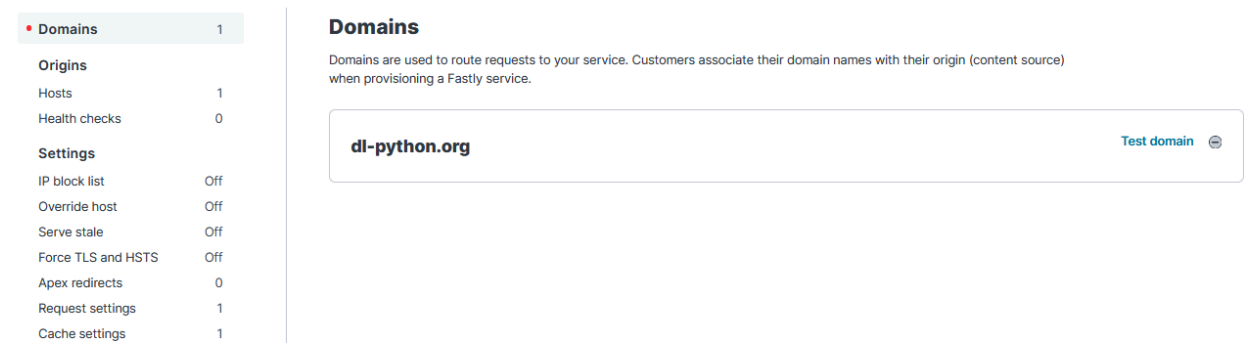 Domains 1
Origins
Hosts 1
Health checks 0
Settings
IP block list Off
Override host Off
Serve stale Off
Force TLS and HSTS Off
Apex redirects 0
Request settings 1
Cache settings 1
Domains
Domains are used to route requests to your service. Customers associate their domain names with their origin (content source)
when provisioning a Fastly service.
dl-python.org
Test domain